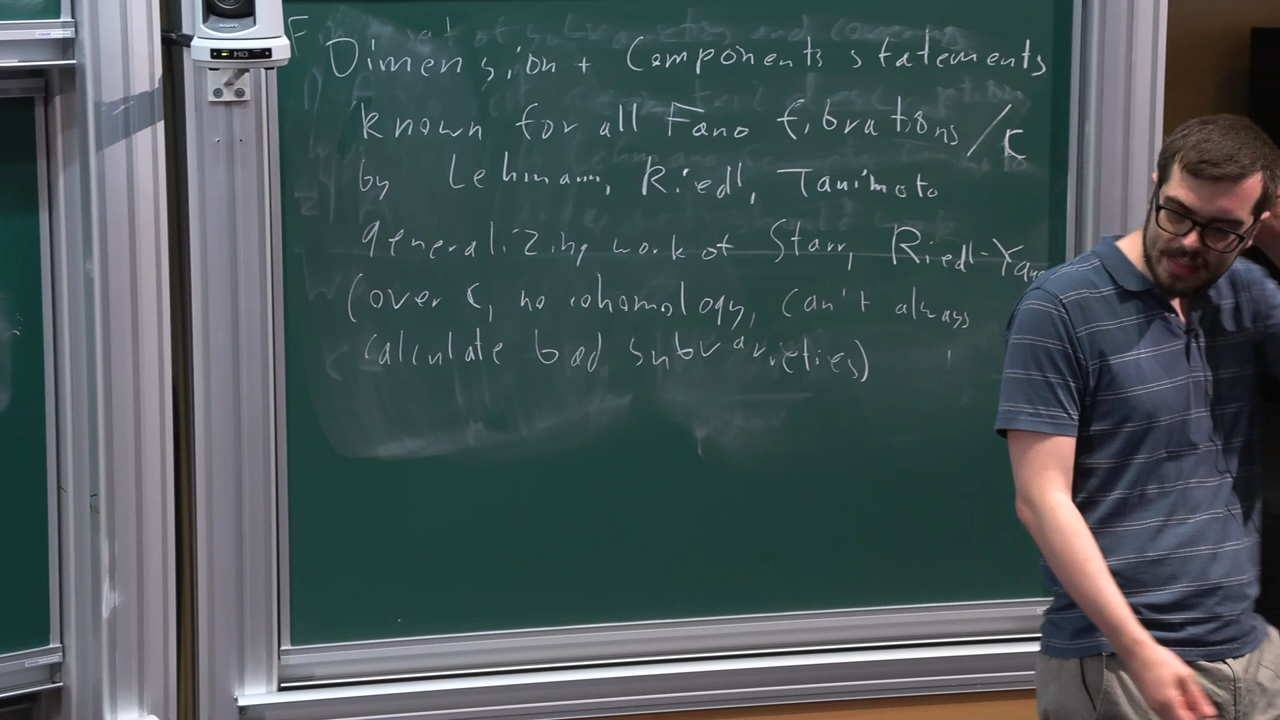 Dimension + Components statements
known for all Fano fibrations / C
by Lehmann, Riedl, Tanimoto
generalizing work of Starr, Riedl-Yang
(over C, no cohomology, can't always
calculate bad subvarieties)